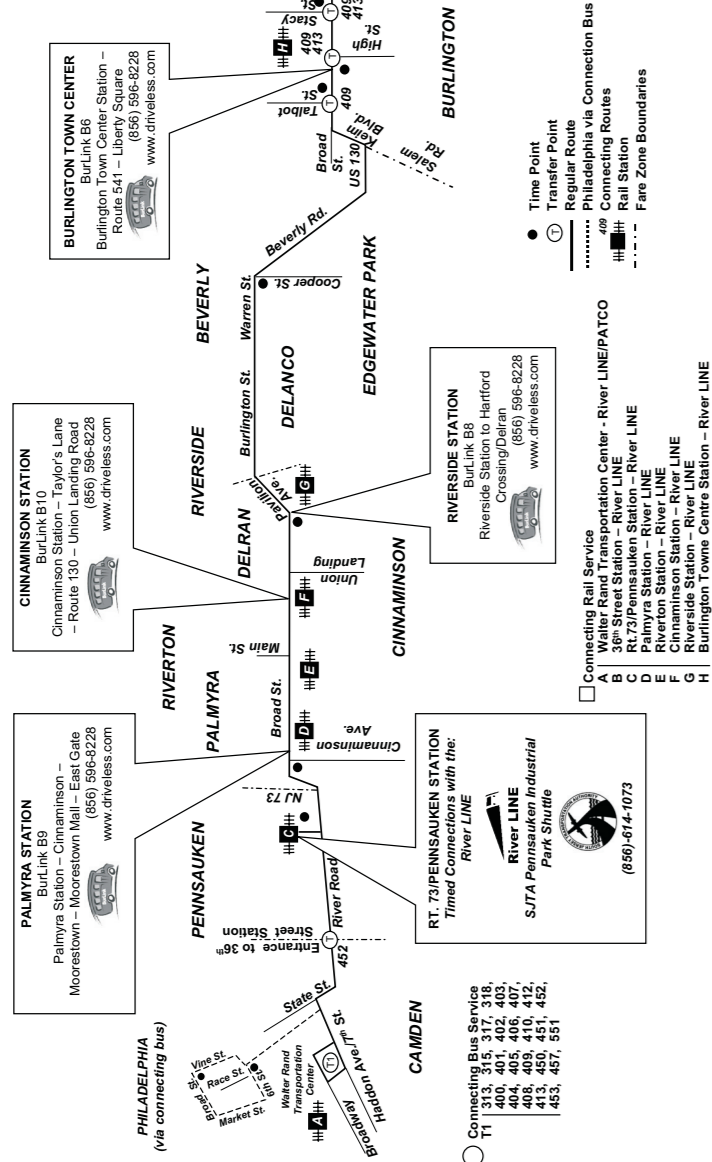 PALMYRA STATION
BurLink B9
Palmyra Station – Cinnaminson –
Moorestown – Moorestown Mall – East Gate
(856) 596-8228
www.driveless.com
CINNAMINSON STATION
BurLink B10
Cinnaminson Station – Taylor's Lane
– Route 130 – Union Landing Road
(856) 596-8228
www.driveless.com
BURLINGTON TOWN CENTER
BurLink B6
Burlington Town Center Station –
Route 541 – Liberty Square
(856) 596-8228
www.driveless.com
PHILADELPHIA
(via connecting bus)
Vine St.
Broad St.
Race St.
6th St.
Market St.
Walter Rand
Transportation
Center
A
T1
Broadway
Haddon Ave./7th St.
State St.
CAMDEN
PENNSAUKEN
Entrance to 36th
Street Station
T
452
River Road
C
NJ 73
PALMYRA
RIVERTON
Broad St.
D
Cinnaminson
Ave.
E
Main St.
F
Union
Landing
CINNAMINSON
DELRAN
RIVERSIDE
Pavilion
Ave.
G
Burlington St.
DELANCO
BEVERLY
Warren St.
Cooper St.
EDGEWATER PARK
Beverly Rd.
US 130
Broad
St.
Keim
Blvd.
Salem
Rd.
Talbot
St.
T
409
H
409
413
T
High
St.
Stacy
St.
T
409
413
BURLINGTON
RT. 73/PENNSAUKEN STATION
Timed Connections with the:
River LINE
River LINE
SJTA Pennsauken Industrial
Park Shuttle
SOUTH JERSEY TRANSPORTATION AUTHORITY
(856)-614-1073
RIVERSIDE STATION
BurLink B8
Riverside Station to Hartford
Crossing/Delran
(856) 596-8228
www.driveless.com
Connecting Bus Service
T1 313, 315, 317, 318,
400, 401, 402, 403,
404, 405, 406, 407,
408, 409, 410, 412,
413, 450, 451, 452,
453, 457, 551
Connecting Rail Service
A Walter Rand Transportation Center - River LINE/PATCO
B 36th Street Station – River LINE
C Rt.73/Pennsauken Station – River LINE
D Palmyra Station – River LINE
E Riverton Station – River LINE
F Cinnaminson Station – River LINE
G Riverside Station – River LINE
H Burlington Towne Centre Station – River LINE
Time Point
T Transfer Point
Regular Route
Philadelphia via Connection Bus
409 Connecting Routes
Rail Station
Fare Zone Boundaries